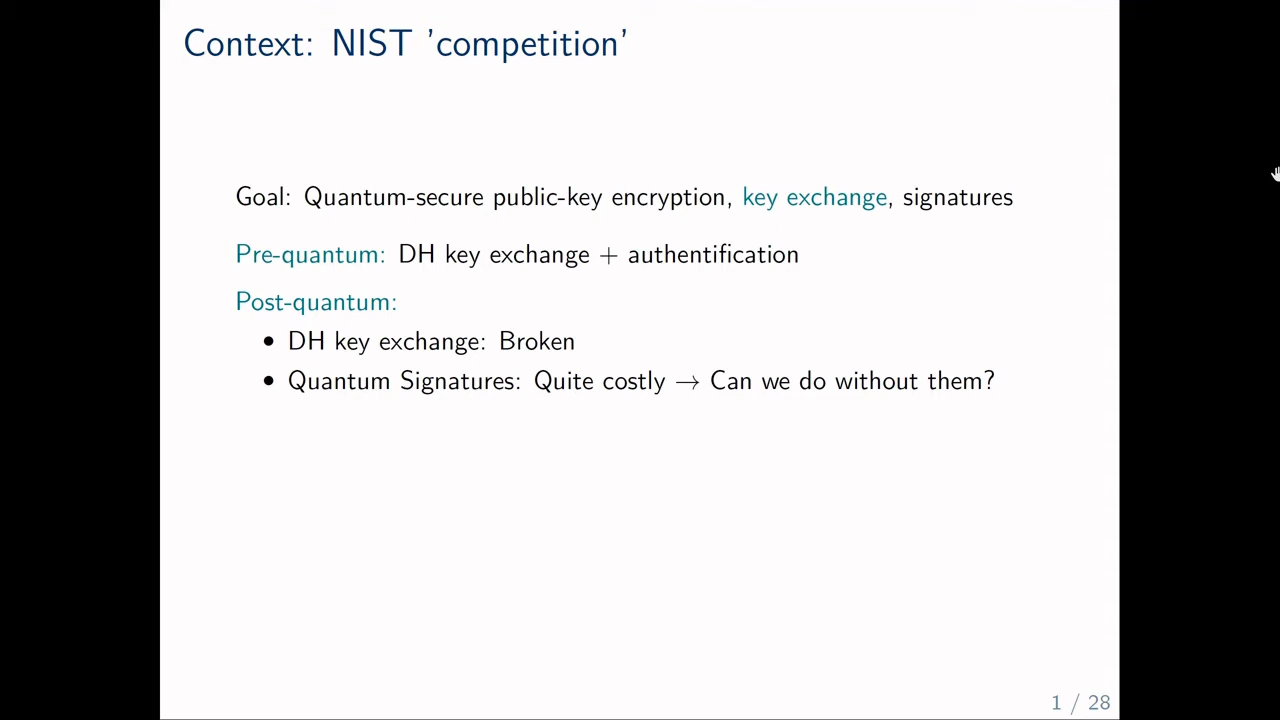 Context: NIST 'competition'
Goal: Quantum-secure public-key encryption, key exchange, signatures
Pre-quantum: DH key exchange + authentification
Post-quantum:
• DH key exchange: Broken
• Quantum Signatures: Quite costly → Can we do without them?
1 / 28